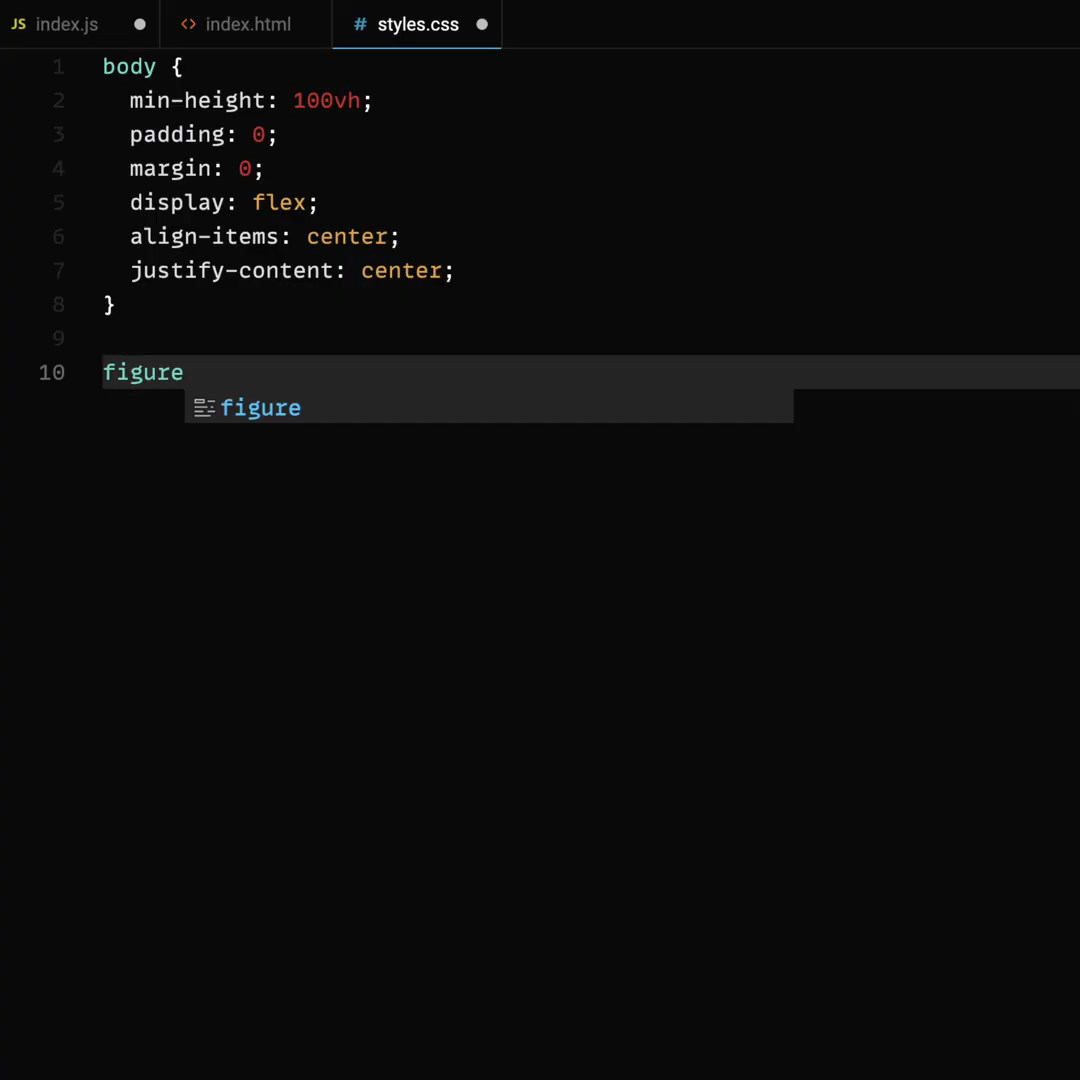 JS index.js ● <> index.html # styles.css ●
1 body {
2   min-height: 100vh;
3   padding: 0;
4   margin: 0;
5   display: flex;
6   align-items: center;
7   justify-content: center;
8 }
9
10 figure
figure